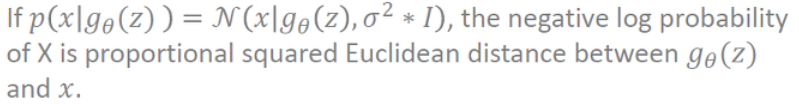 If p(x|g_θ(z) ) = 𝒩(x|g_θ(z), σ² * I), the negative log probability
of X is proportional squared Euclidean distance between g_θ(z)
and x.